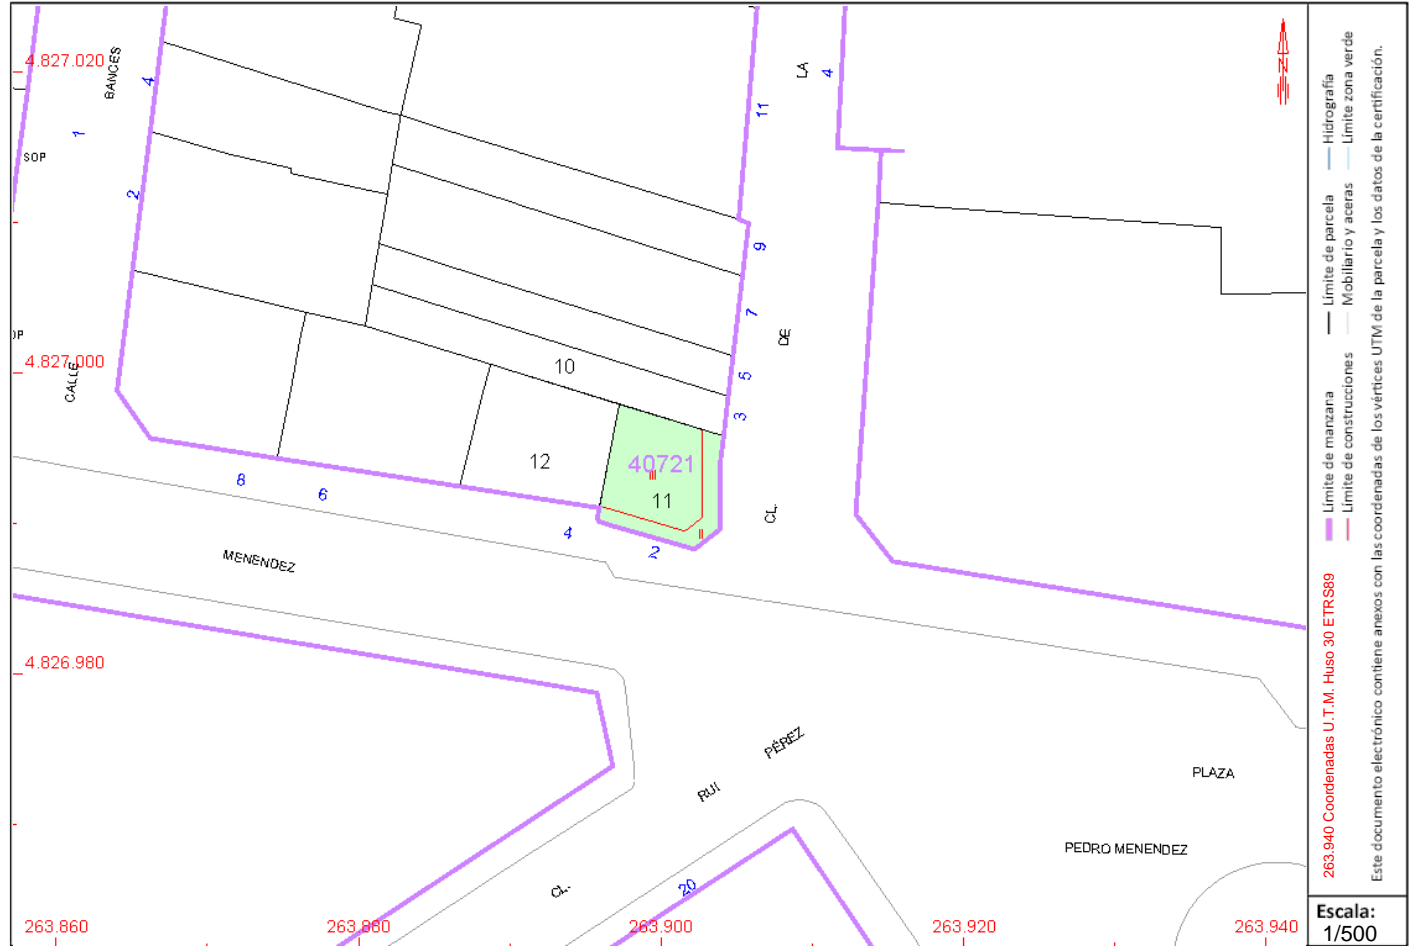 4.827.020
BANCES
4
1
SOP
2
4.827.000
CALLE
11
LA
4
9
7
DE
5
3
10
12
40721
III
11
II
CL.
8
6
4
2
MENENDEZ
4.826.980
PÉREZ
RUI
CL.
20
PLAZA
PEDRO MENENDEZ
263.860
263.880
263.900
263.920
263.940
N
Límite de manzana
Límite de parcela
Hidrografía
Límite de construcciones
Mobiliario y aceras
Límite zona verde
263.940 Coordenadas U.T.M. Huso 30 ETRS89
Este documento electrónico contiene anexos con las coordenadas de los vértices UTM de la parcela y los datos de la certificación.
Escala:
1/500